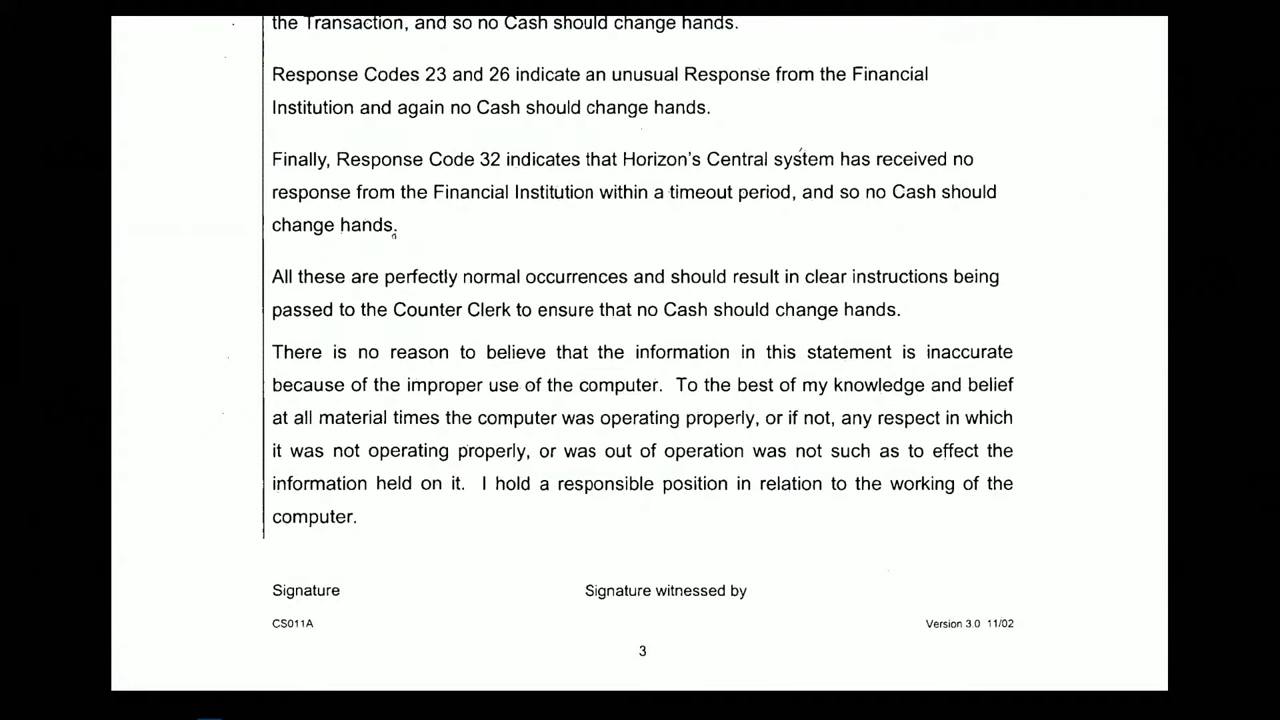 the Transaction, and so no Cash should change hands.
Response Codes 23 and 26 indicate an unusual Response from the Financial
Institution and again no Cash should change hands.
Finally, Response Code 32 indicates that Horizon's Central system has received no
response from the Financial Institution within a timeout period, and so no Cash should
change hands.
All these are perfectly normal occurrences and should result in clear instructions being
passed to the Counter Clerk to ensure that no Cash should change hands.
There is no reason to believe that the information in this statement is inaccurate
because of the improper use of the computer. To the best of my knowledge and belief
at all material times the computer was operating properly, or if not, any respect in which
it was not operating properly, or was out of operation was not such as to effect the
information held on it. I hold a responsible position in relation to the working of the
computer.
Signature Signature witnessed by
CS011A Version 3.0 11/02
3